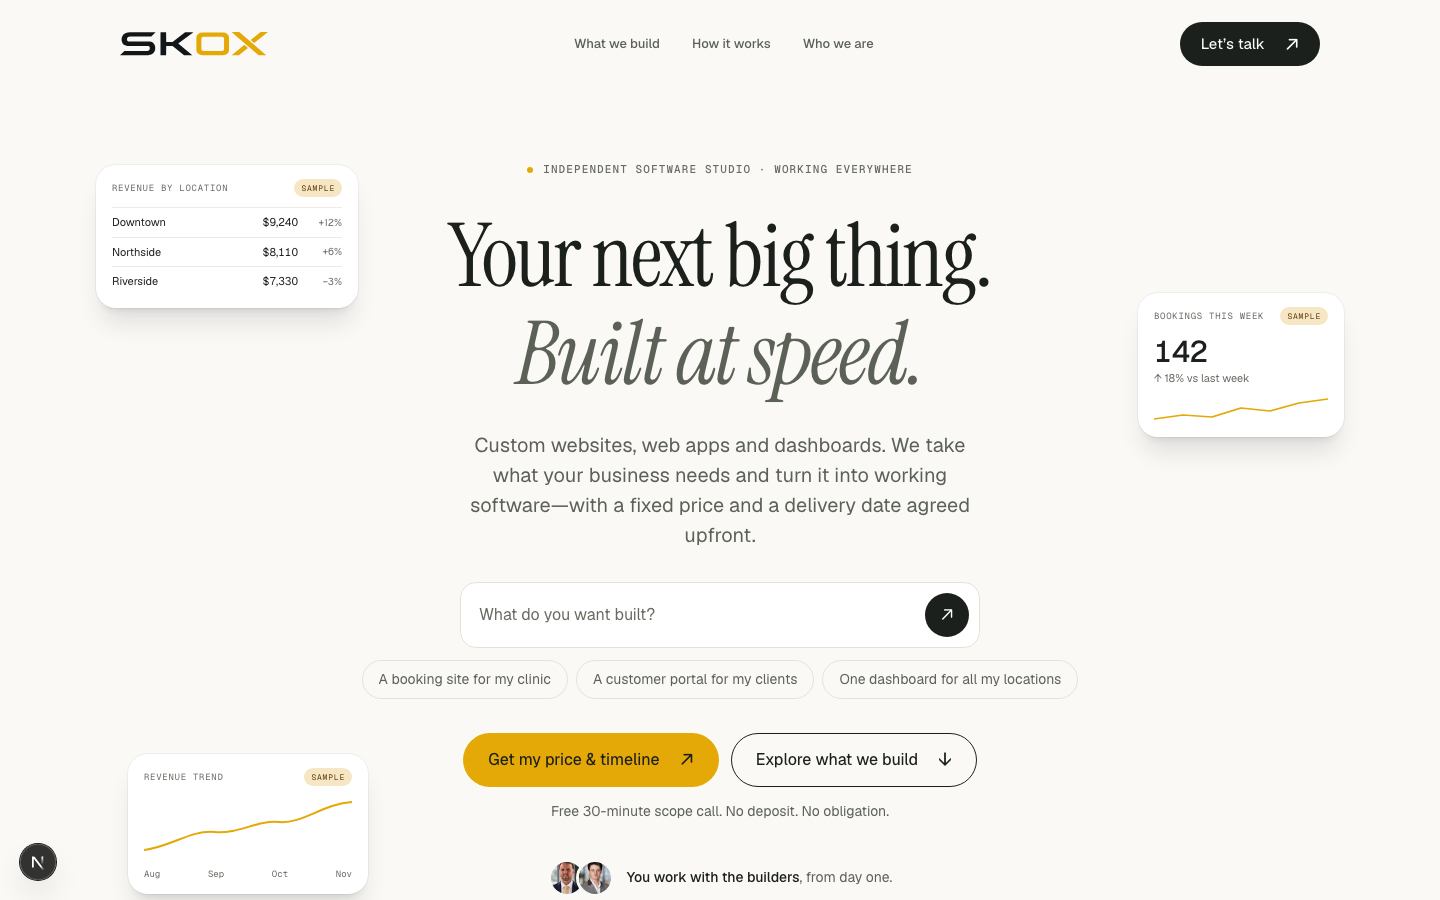 SKOX
What we build
How it works
Who we are
Let's talk
INDEPENDENT SOFTWARE STUDIO · WORKING EVERYWHERE
REVENUE BY LOCATION
SAMPLE
Downtown $9,240 +12%
Northside $8,110 +6%
Riverside $7,330 −3%
Your next big thing.
Built at speed.
BOOKINGS THIS WEEK
SAMPLE
142
↑ 18% vs last week
Custom websites, web apps and dashboards. We take
what your business needs and turn it into working
software—with a fixed price and a delivery date agreed
upfront.
What do you want built?
A booking site for my clinic
A customer portal for my clients
One dashboard for all my locations
Get my price & timeline
Explore what we build
Free 30-minute scope call. No deposit. No obligation.
REVENUE TREND
SAMPLE
Aug Sep Oct Nov
N
You work with the builders, from day one.